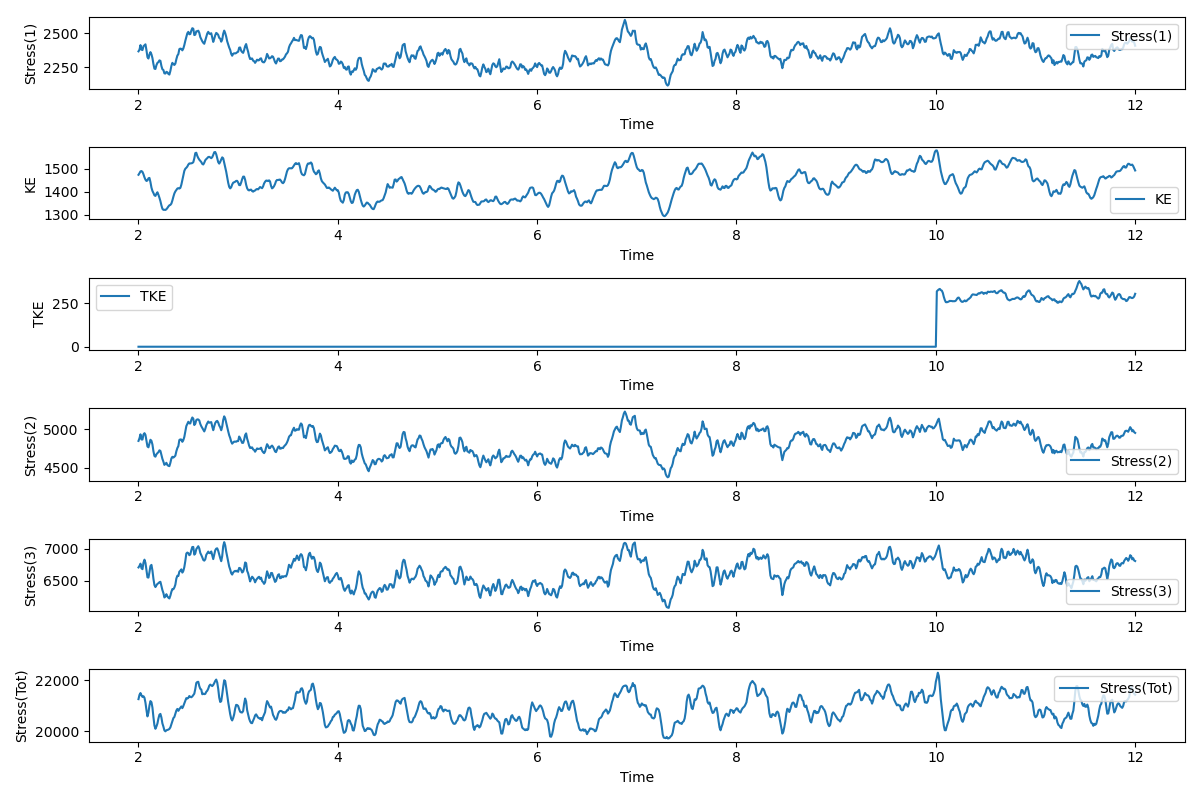 Stress(1)
2500
2250
Stress(1)
2 4 6 8 10 12
Time
KE
1500
1400
1300
KE
2 4 6 8 10 12
Time
TKE
250
0
TKE
2 4 6 8 10 12
Time
Stress(2)
5000
4500
Stress(2)
2 4 6 8 10 12
Time
Stress(3)
7000
6500
Stress(3)
2 4 6 8 10 12
Time
Stress(Tot)
22000
20000
Stress(Tot)
2 4 6 8 10 12
Time